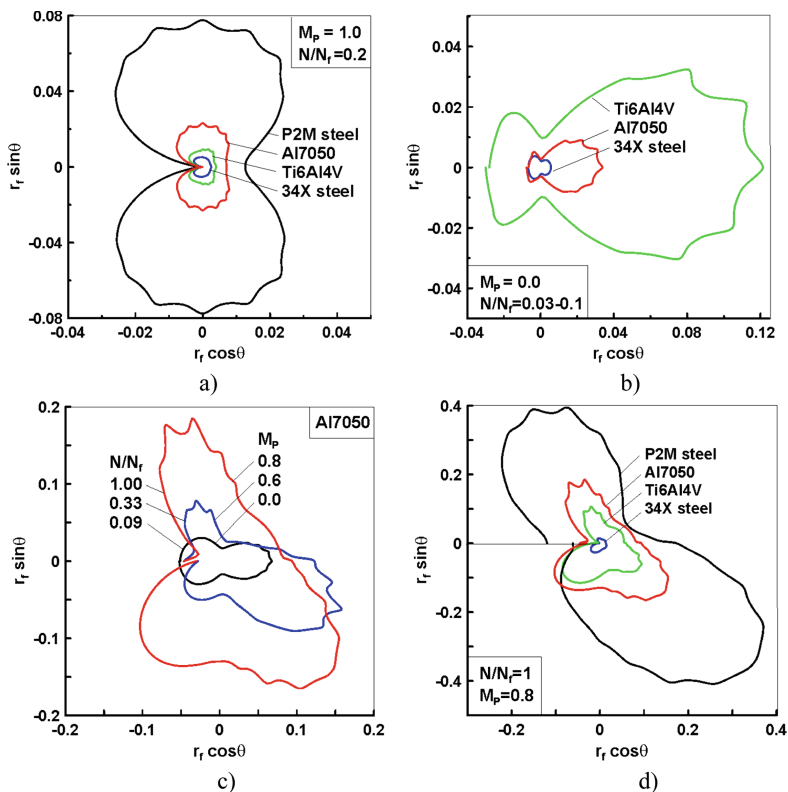 M_P = 1.0
N/N_f=0.2
P2M steel
Al7050
Ti6Al4V
34X steel
r_f sinθ
0.08
0.04
0
-0.04
-0.08
-0.04
-0.02
0
0.02
0.04
r_f cosθ
a)
Ti6Al4V
Al7050
34X steel
M_P = 0.0
N/N_f=0.03-0.1
r_f sinθ
0.04
0.02
0
-0.02
-0.04
-0.04
0
0.04
0.08
0.12
r_f cosθ
b)
Al7050
N/N_f
1.00
0.33
0.09
M_P
0.8
0.6
0.0
r_f sinθ
0.2
0.1
0
-0.1
-0.2
-0.2
-0.1
0
0.1
0.2
r_f cosθ
c)
P2M steel
Al7050
Ti6Al4V
34X steel
N/N_f=1
M_P=0.8
r_f sinθ
0.4
0.2
0
-0.2
-0.4
-0.4
-0.2
0
0.2
0.4
r_f cosθ
d)